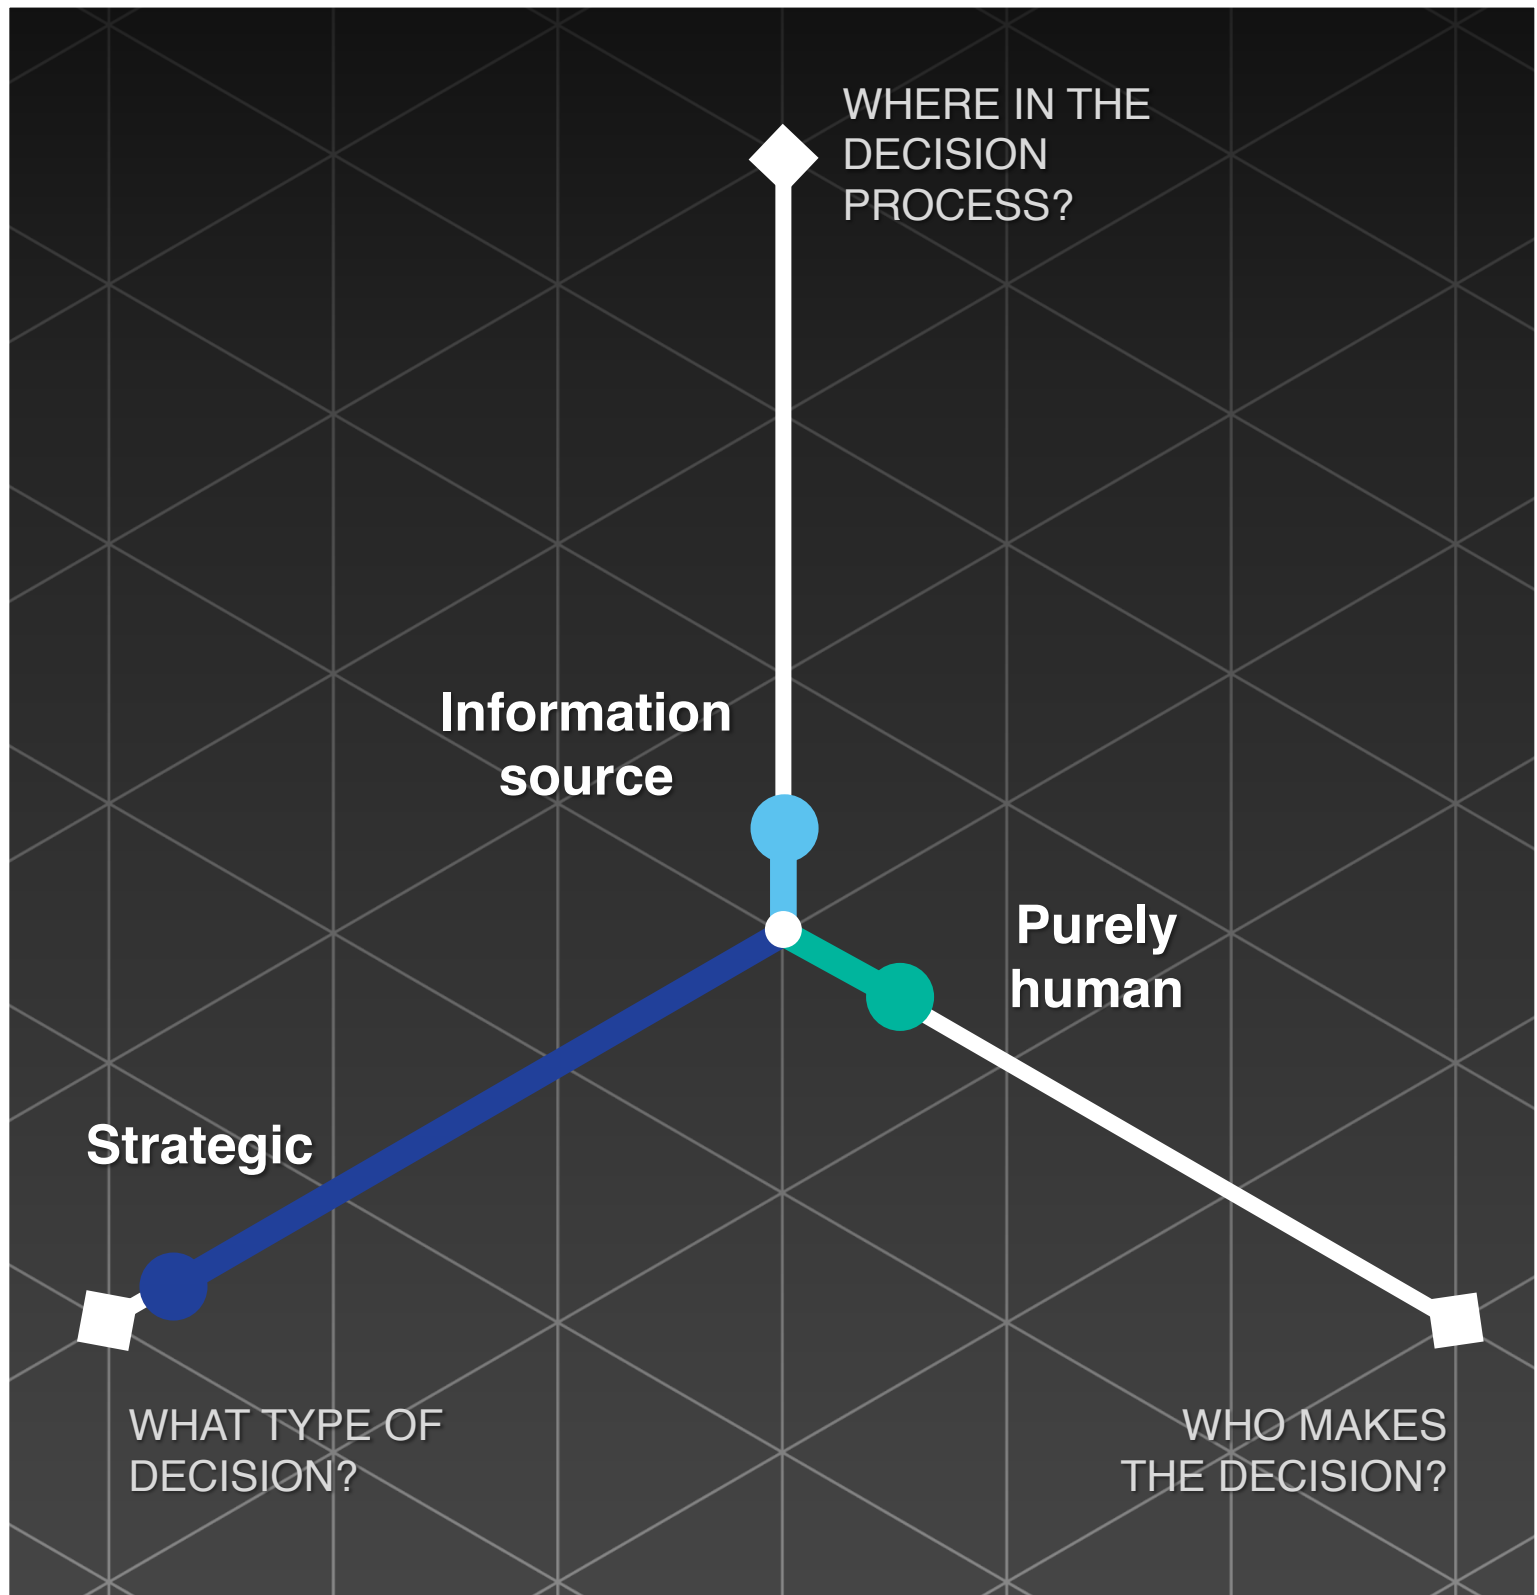 WHERE IN THE
DECISION
PROCESS?
Information
source
Purely
human
Strategic
WHAT TYPE OF
DECISION?
WHO MAKES
THE DECISION?